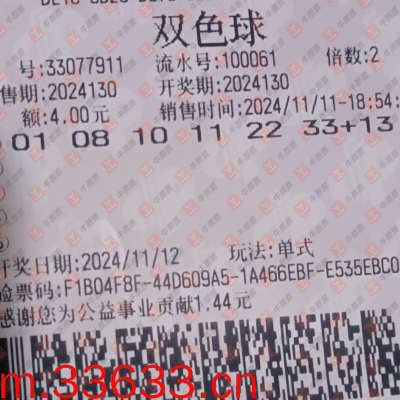 双色球
号:33077911 流水号:100061 倍数:2
售期:2024130 开奖期:2024130
额:4.00元 销售时间:2024/11/11-18:54:
01 08 10 11 22 33+13
开奖日期:2024/11/12 玩法:单式
验票码:F1B04F8F-44D609A5-1A466EBF-E535EBC0
感谢您为公益事业贡献1.44元
m.33633.cn